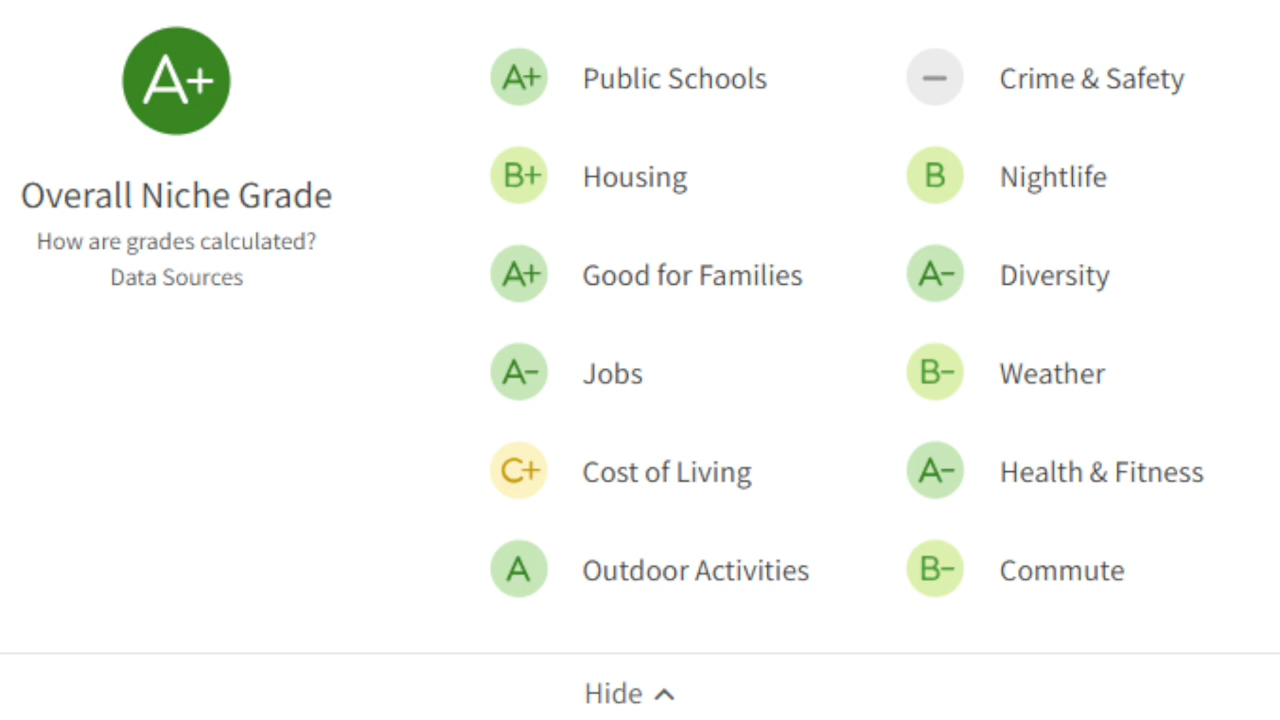 A+
Overall Niche Grade
How are grades calculated?
Data Sources
A+ Public Schools
B+ Housing
A+ Good for Families
A- Jobs
C+ Cost of Living
A Outdoor Activities
– Crime & Safety
B Nightlife
A- Diversity
B- Weather
A- Health & Fitness
B- Commute
Hide